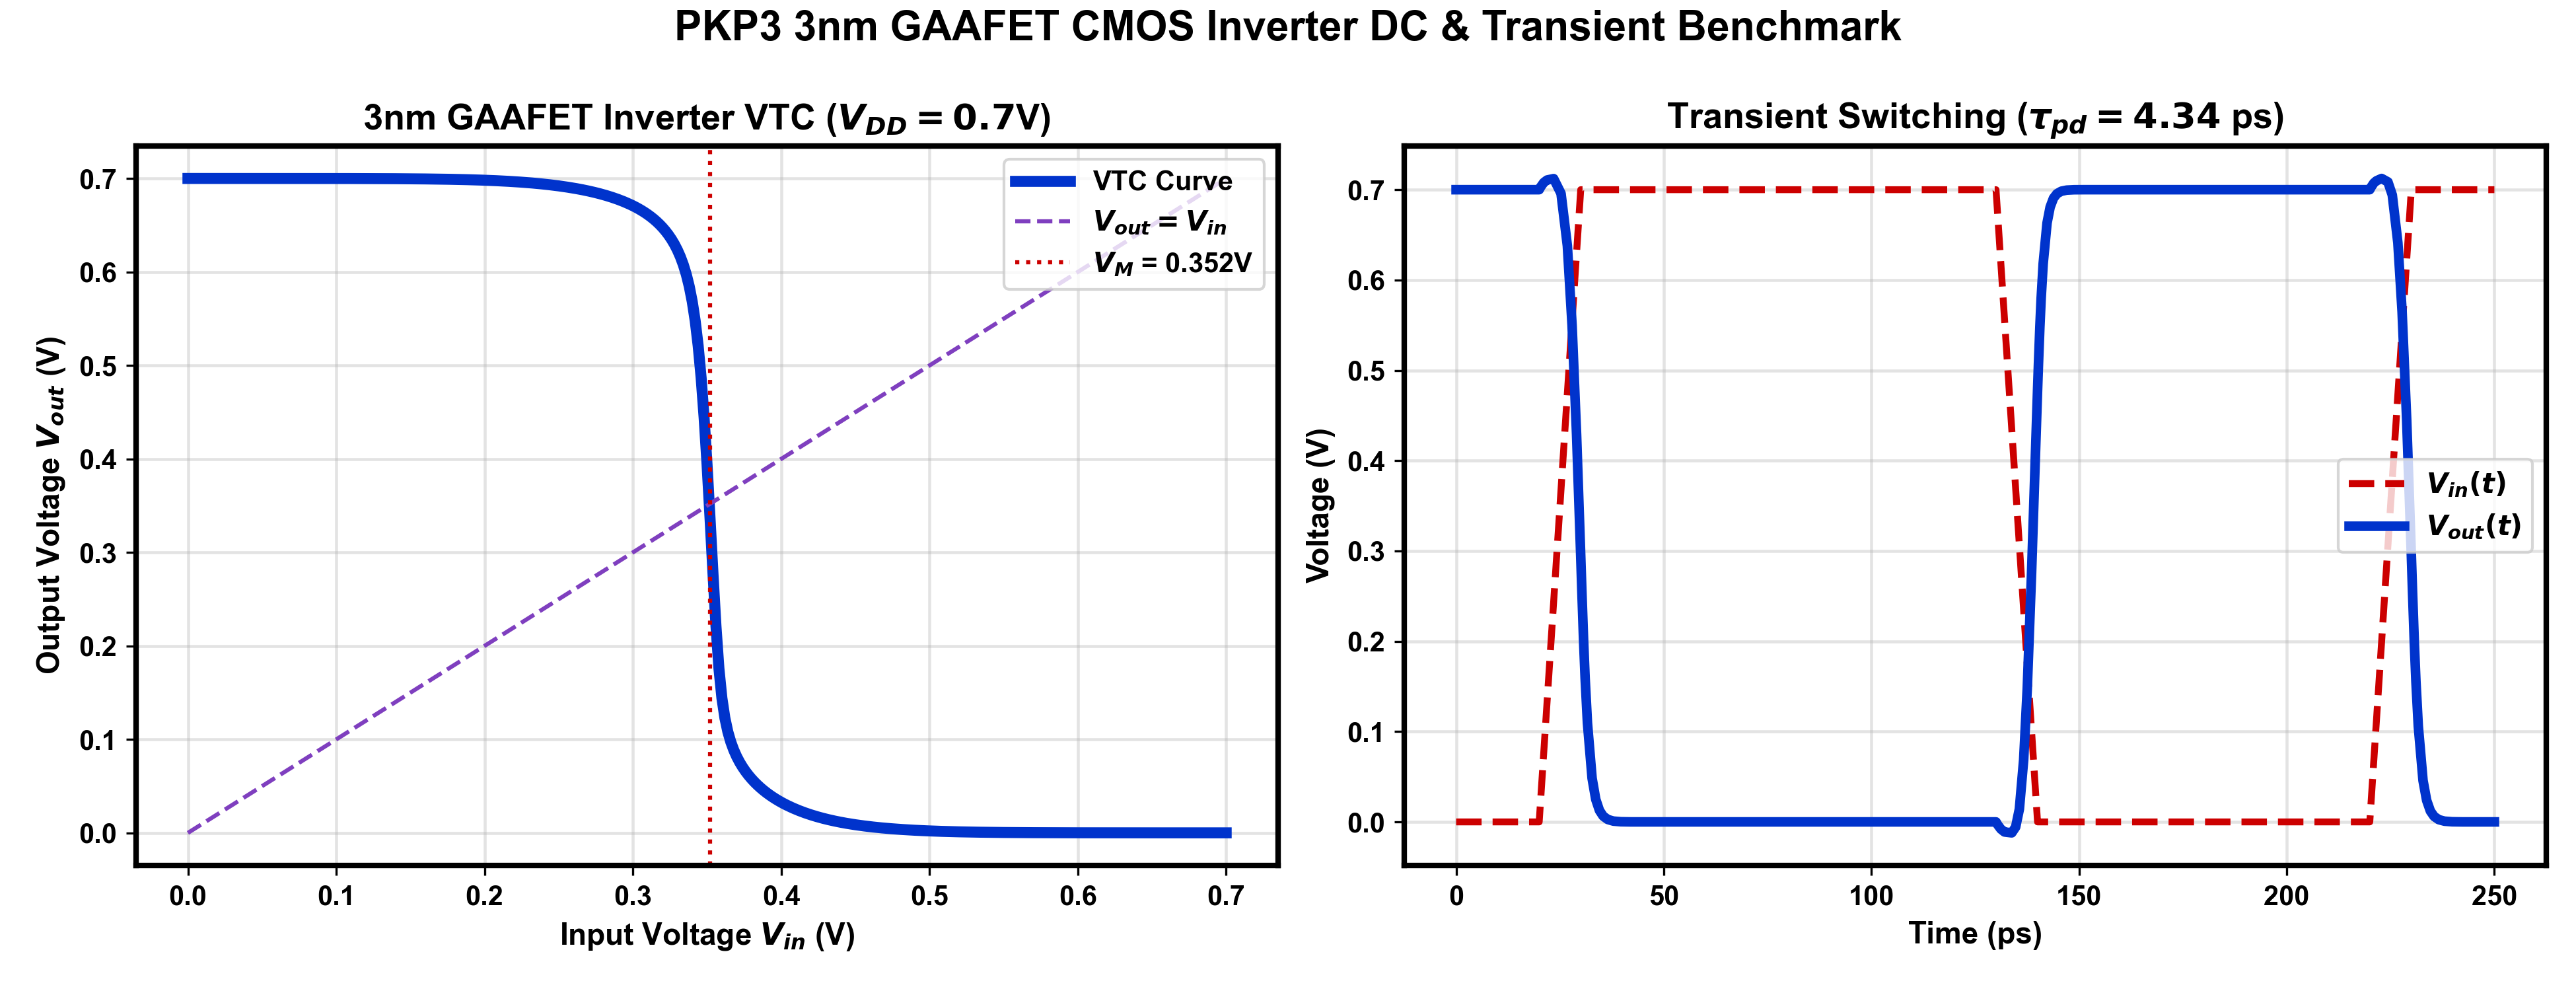 PKP3 3nm GAAFET CMOS Inverter DC & Transient Benchmark
3nm GAAFET Inverter VTC (V_DD = 0.7V)
Output Voltage V_out (V)
0.7
0.6
0.5
0.4
0.3
0.2
0.1
0.0
VTC Curve
V_out = V_in
V_M = 0.352V
0.0 0.1 0.2 0.3 0.4 0.5 0.6 0.7
Input Voltage V_in (V)
Transient Switching (τ_pd = 4.34 ps)
Voltage (V)
0.7
0.6
0.5
0.4
0.3
0.2
0.1
0.0
V_in(t)
V_out(t)
0 50 100 150 200 250
Time (ps)